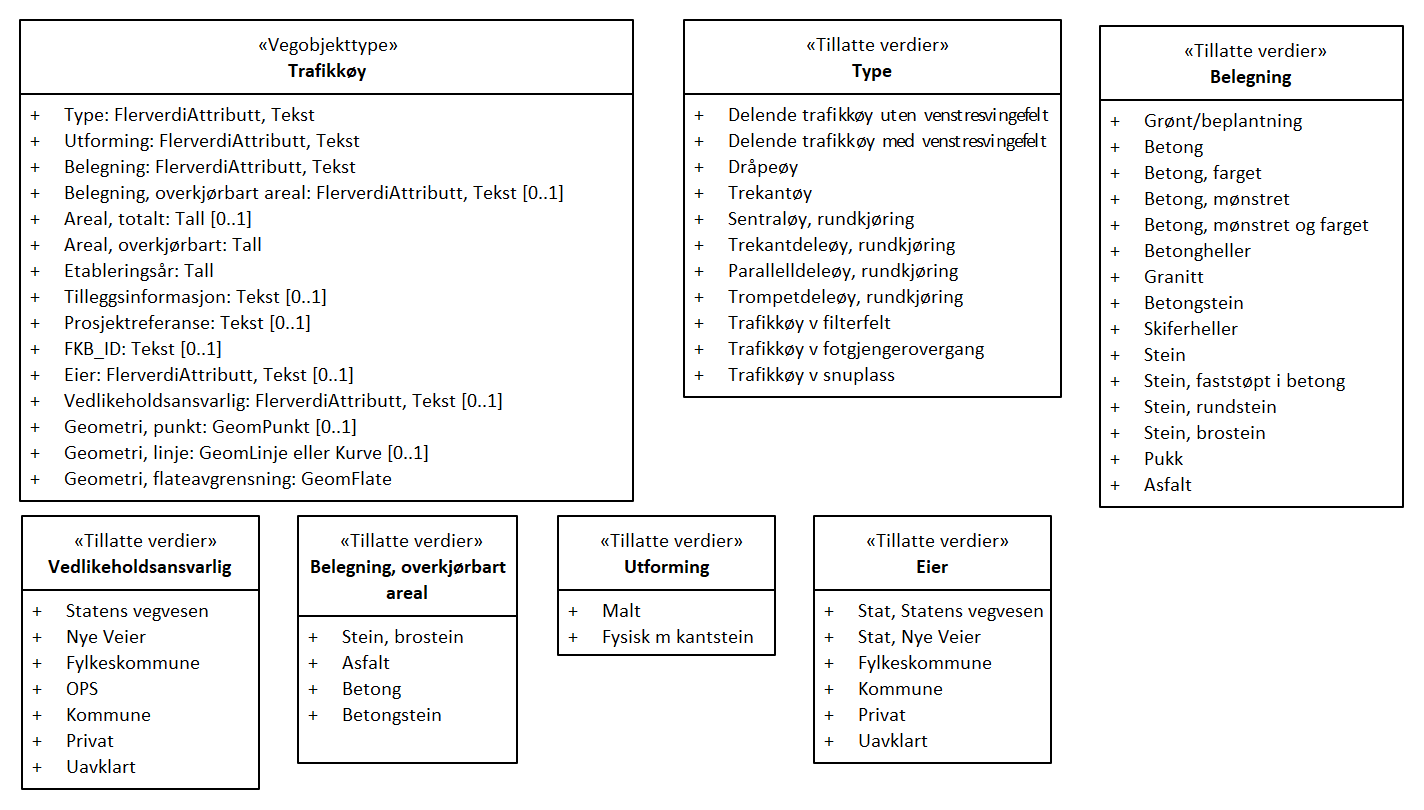 «Vegobjekttype»
Trafikkøy
+ Type: FlerverdiAttributt, Tekst
+ Utforming: FlerverdiAttributt, Tekst
+ Belegning: FlerverdiAttributt, Tekst
+ Belegning, overkjørbart areal: FlerverdiAttributt, Tekst [0..1]
+ Areal, totalt: Tall [0..1]
+ Areal, overkjørbart: Tall
+ Etableringsår: Tall
+ Tilleggsinformasjon: Tekst [0..1]
+ Prosjektreferanse: Tekst [0..1]
+ FKB_ID: Tekst [0..1]
+ Eier: FlerverdiAttributt, Tekst [0..1]
+ Vedlikeholdsansvarlig: FlerverdiAttributt, Tekst [0..1]
+ Geometri, punkt: GeomPunkt [0..1]
+ Geometri, linje: GeomLinje eller Kurve [0..1]
+ Geometri, flateavgrensning: GeomFlate
«Tillatte verdier»
Type
+ Delende trafikkøy uten venstresvingefelt
+ Delende trafikkøy med venstresvingefelt
+ Dråpeøy
+ Trekantøy
+ Sentraløy, rundkjøring
+ Trekantdeleøy, rundkjøring
+ Parallelldeleøy, rundkjøring
+ Trompetdeleøy, rundkjøring
+ Trafikkøy v filterfelt
+ Trafikkøy v fotgjengerovergang
+ Trafikkøy v snuplass
«Tillatte verdier»
Belegning
+ Grønt/beplantning
+ Betong
+ Betong, farget
+ Betong, mønstret
+ Betong, mønstret og farget
+ Betongheller
+ Granitt
+ Betongstein
+ Skiferheller
+ Stein
+ Stein, faststøpt i betong
+ Stein, rundstein
+ Stein, brostein
+ Pukk
+ Asfalt
«Tillatte verdier»
Vedlikeholdsansvarlig
+ Statens vegvesen
+ Nye Veier
+ Fylkeskommune
+ OPS
+ Kommune
+ Privat
+ Uavklart
«Tillatte verdier»
Belegning, overkjørbart
areal
+ Stein, brostein
+ Asfalt
+ Betong
+ Betongstein
«Tillatte verdier»
Utforming
+ Malt
+ Fysisk m kantstein
«Tillatte verdier»
Eier
+ Stat, Statens vegvesen
+ Stat, Nye Veier
+ Fylkeskommune
+ Kommune
+ Privat
+ Uavklart